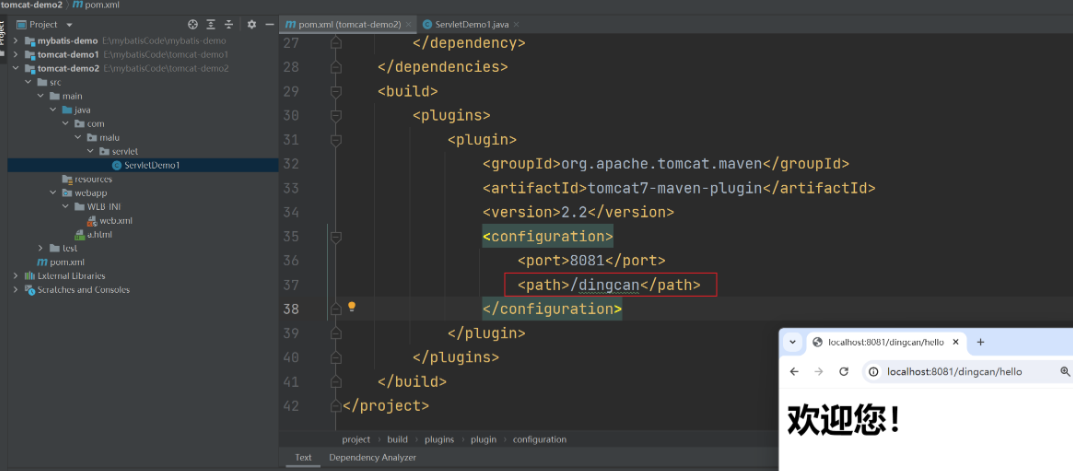 tomcat-demo2 pom.xml
Project
pom.xml (tomcat-demo2)
ServletDemo1.java
mybatis-demo E:\mybatisCode\mybatis-demo
tomcat-demo1 E:\mybatisCode\tomcat-demo1
tomcat-demo2 E:\mybatisCode\tomcat-demo2
src
main
java
com
malu
servlet
ServletDemo1
resources
webapp
WEB-INF
web.xml
a.html
test
pom.xml
External Libraries
Scratches and Consoles
27 </dependency>
28 </dependencies>
29 <build>
30 <plugins>
31 <plugin>
32 <groupId>org.apache.tomcat.maven</groupId>
33 <artifactId>tomcat7-maven-plugin</artifactId>
34 <version>2.2</version>
35 <configuration>
36 <port>8081</port>
37 <path>/dingcan</path>
38 </configuration>
39 </plugin>
40 </plugins>
41 </build>
42 </project>
project › build › plugins › plugin › configuration
Text Dependency Analyzer
localhost:8081/dingcan/hello
localhost:8081/dingcan/hello
欢迎您!